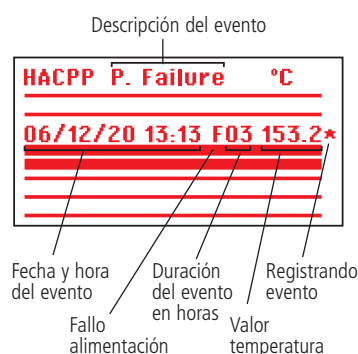 Descripción del evento
HACPP P. Failure °C
06/12/20 13:13 F03 153.2*
Fecha y hora
del evento
Fallo
alimentación
Duración
del evento
en horas
Valor
temperatura
Registrando
evento